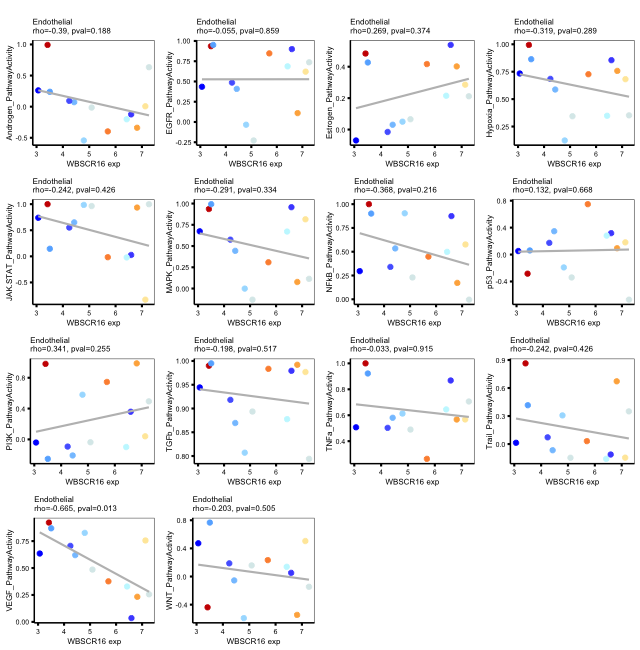 Endothelial
rho=-0.39, pval=0.188
Androgen_PathwayActivity
1.0
0.5
0.0
-0.5
3 4 5 6 7
WBSCR16 exp
Endothelial
rho=-0.055, pval=0.859
EGFR_PathwayActivity
1.00
0.75
0.50
0.25
0.00
-0.25
3 4 5 6 7
WBSCR16 exp
Endothelial
rho=0.269, pval=0.374
Estrogen_PathwayActivity
0.4
0.2
0.0
3 4 5 6 7
WBSCR16 exp
Endothelial
rho=-0.319, pval=0.289
Hypoxia_PathwayActivity
1.00
0.75
0.50
0.25
3 4 5 6 7
WBSCR16 exp
Endothelial
rho=-0.242, pval=0.426
JAK.STAT_PathwayActivity
1.0
0.5
0.0
-0.5
3 4 5 6 7
WBSCR16 exp
Endothelial
rho=-0.291, pval=0.334
MAPK_PathwayActivity
1.00
0.75
0.50
0.25
0.00
3 4 5 6 7
WBSCR16 exp
Endothelial
rho=-0.368, pval=0.216
NFkB_PathwayActivity
1.00
0.75
0.50
0.25
0.00
3 4 5 6 7
WBSCR16 exp
Endothelial
rho=0.132, pval=0.668
p53_PathwayActivity
0.8
0.4
0.0
-0.4
3 4 5 6 7
WBSCR16 exp
Endothelial
rho=0.341, pval=0.255
PI3K_PathwayActivity
0.8
0.4
0.0
3 4 5 6 7
WBSCR16 exp
Endothelial
rho=-0.198, pval=0.517
TGFb_PathwayActivity
1.00
0.95
0.90
0.85
0.80
3 4 5 6 7
WBSCR16 exp
Endothelial
rho=-0.033, pval=0.915
TNFa_PathwayActivity
1.0
0.8
0.6
0.4
3 4 5 6 7
WBSCR16 exp
Endothelial
rho=-0.242, pval=0.426
Trail_PathwayActivity
0.9
0.6
0.3
0.0
3 4 5 6 7
WBSCR16 exp
Endothelial
rho=-0.665, pval=0.013
VEGF_PathwayActivity
0.75
0.50
0.25
0.00
3 4 5 6 7
WBSCR16 exp
Endothelial
rho=-0.203, pval=0.505
WNT_PathwayActivity
0.8
0.4
0.0
-0.4
3 4 5 6 7
WBSCR16 exp